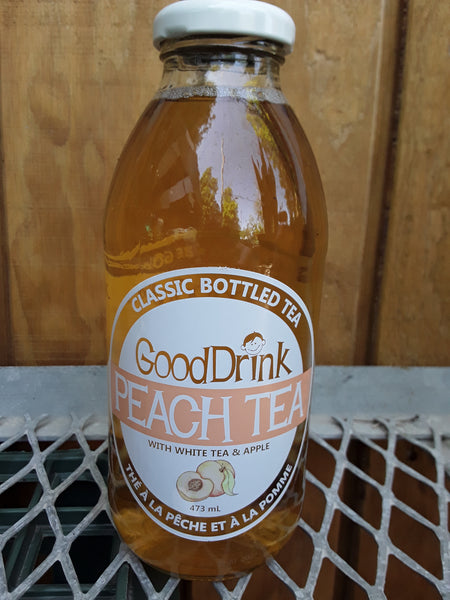 CLASSIC BOTTLED TEA
GoodDrink
PEACH TEA
WITH WHITE TEA & APPLE
473 mL
THÉ À LA PÊCHE ET À LA POMME